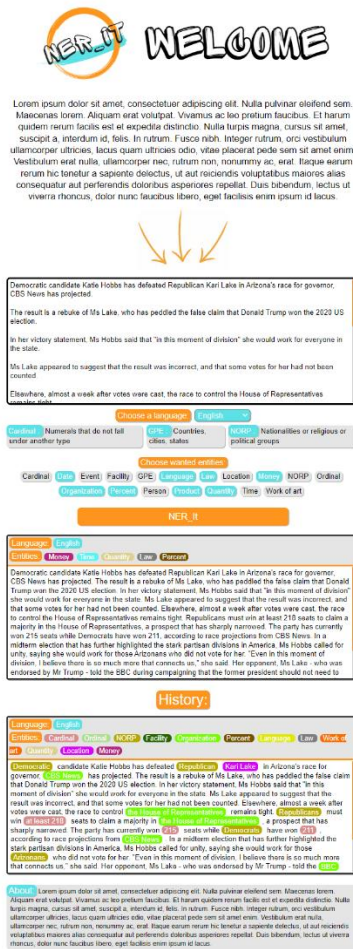 NER_IT WELCOME
Lorem ipsum dolor sit amet, consectetuer adipiscing elit. Nulla pulvinar eleifend sem.
Maecenas lorem. Aliquam erat volutpat. Vivamus ac leo pretium faucibus. Et harum
quidem rerum facilis est et expedita distinctio. Nulla turpis magna, cursus sit amet,
suscipit a, interdum id, felis. In rutrum. Fusce nibh. Integer rutrum, orci vestibulum
ullamcorper ultricies, lacus quam ultricies odio, vitae placerat pede sem sit amet enim.
Vestibulum erat nulla, ullamcorper nec, rutrum non, nonummy ac, erat. Itaque earum
rerum hic tenetur a sapiente delectus, ut aut reiciendis voluptatibus maiores alias
consequatur aut perferendis doloribus asperiores repellat. Duis bibendum, lectus ut
viverra rhoncus, dolor nunc faucibus libero, eget facilisis enim ipsum id lacus.
Democratic candidate Katie Hobbs has defeated Republican Kari Lake in Arizona's race for governor,
CBS News has projected.
The result is a rebuke of Ms Lake, who has peddled the false claim that Donald Trump won the 2020 US
election.
In her victory statement, Ms Hobbs said that "in this moment of division" she would work for everyone in
the state.
Ms Lake appeared to suggest that the result was incorrect, and that some votes for her had not been
counted.
Elsewhere, almost a week after votes were cast, the race to control the House of Representatives
remains tight.
Choose a language: English
Cardinal Numerals that do not fall GPE Countries, NORP Nationalities or religious or
under another type cities, states political groups
Choose wanted entities:
Cardinal Date Event Facility GPE Language Law Location Money NORP Ordinal
Organization Percent Person Product Quantity Time Work of art
NER_It
Language: English
Entities: Money Time Quantity Law Percent
Democratic candidate Katie Hobbs has defeated Republican Kari Lake in Arizona's race for governor,
CBS News has projected. The result is a rebuke of Ms Lake, who has peddled the false claim that Donald
Trump won the 2020 US election. In her victory statement, Ms Hobbs said that "in this moment of division"
she would work for everyone in the state. Ms Lake appeared to suggest that the result was incorrect, and
that some votes for her had not been counted. Elsewhere, almost a week after votes were cast, the race
to control the House of Representatives remains tight. Republicans must win at least 218 seats to claim a
majority in the House of Representatives, a prospect that has sharply narrowed. The party has currently
won 215 seats while Democrats have won 211, according to race projections from CBS News. In a
midterm election that has further highlighted the stark partisan divisions in America, Ms Hobbs called for
unity, saying she would work for those Arizonans who did not vote for her. "Even in this moment of
division, I believe there is so much more that connects us," she said. Her opponent, Ms Lake - who was
endorsed by Mr Trump - told the BBC during campaigning that the former president should not need to
History:
Language: English
Entities: Cardinal Ordinal NORP Facility Organization Percent Language Law Work of
art Quantity Location Money
Democratic candidate Katie Hobbs has defeated Republican Kari Lake in Arizona's race for
governor, CBS News has projected. The result is a rebuke of Ms Lake, who has peddled the false claim
that Donald Trump won the 2020 US election. In her victory statement, Ms Hobbs said that "in this
moment of division" she would work for everyone in the state. Ms Lake appeared to suggest that the
result was incorrect, and that some votes for her had not been counted. Elsewhere, almost a week after
votes were cast, the race to control the House of Representatives remains tight. Republicans must
win at least 218 seats to claim a majority in the House of Representatives, a prospect that has
sharply narrowed. The party has currently won 215 seats while Democrats have won 211,
according to race projections from CBS News. In a midterm election that has further highlighted the
stark partisan divisions in America, Ms Hobbs called for unity, saying she would work for those
Arizonans who did not vote for her. "Even in this moment of division, I believe there is so much more
that connects us," she said. Her opponent, Ms Lake - who was endorsed by Mr Trump - told the BBC
About Lorem ipsum dolor sit amet, consectetuer adipiscing elit. Nulla pulvinar eleifend sem. Maecenas lorem.
Aliquam erat volutpat. Vivamus ac leo pretium faucibus. Et harum quidem rerum facilis est et expedita distinctio. Nulla
turpis magna, cursus sit amet, suscipit a, interdum id, felis. In rutrum. Fusce nibh. Integer rutrum, orci vestibulum
ullamcorper ultricies, lacus quam ultricies odio, vitae placerat pede sem sit amet enim. Vestibulum erat nulla,
ullamcorper nec, rutrum non, nonummy ac, erat. Itaque earum rerum hic tenetur a sapiente delectus, ut aut reiciendis
voluptatibus maiores alias consequatur aut perferendis doloribus asperiores repellat. Duis bibendum, lectus ut viverra
rhoncus, dolor nunc faucibus libero, eget facilisis enim ipsum id lacus.